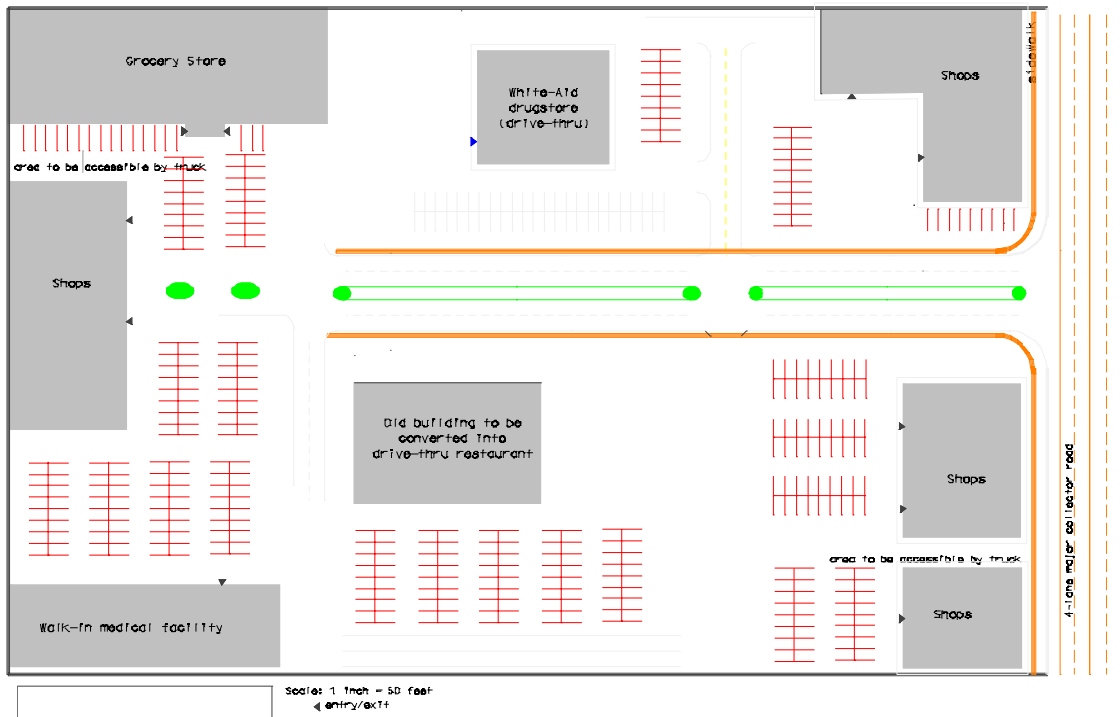 Grocery Store
White-Aid
drugstore
(drive-thru)
Shops
sidewalk
area to be accessible by truck
Shops
Old building to be
converted into
drive-thru restaurant
Shops
4-lane major collector road
area to be accessible by truck
Shops
Walk-in medical facility
Scale: 1 inch = 50 feet
entry/exit